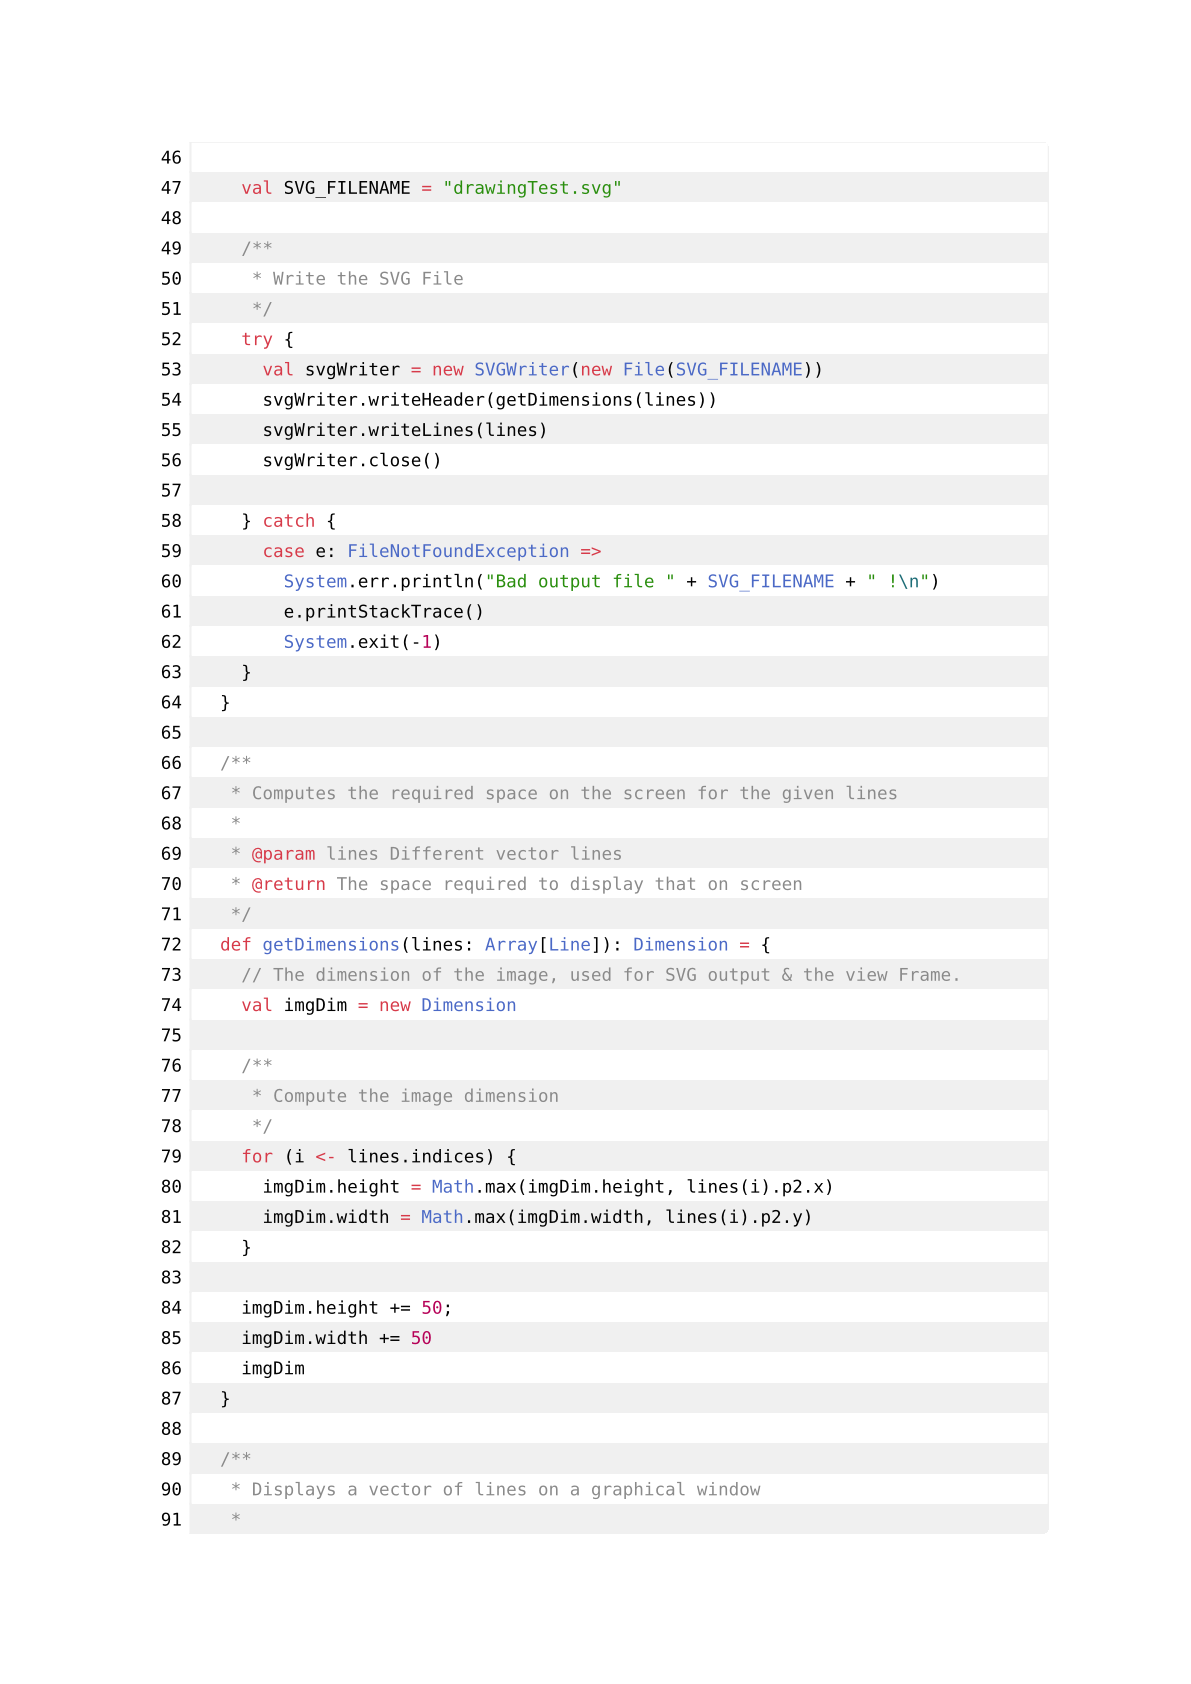 46
47     val SVG_FILENAME = "drawingTest.svg"
48
49     /**
50      * Write the SVG File
51      */
52     try {
53       val svgWriter = new SVGWriter(new File(SVG_FILENAME))
54       svgWriter.writeHeader(getDimensions(lines))
55       svgWriter.writeLines(lines)
56       svgWriter.close()
57
58     } catch {
59       case e: FileNotFoundException =>
60         System.err.println("Bad output file " + SVG_FILENAME + " !\n")
61         e.printStackTrace()
62         System.exit(-1)
63     }
64   }
65
66   /**
67    * Computes the required space on the screen for the given lines
68    *
69    * @param lines Different vector lines
70    * @return The space required to display that on screen
71    */
72   def getDimensions(lines: Array[Line]): Dimension = {
73     // The dimension of the image, used for SVG output & the view Frame.
74     val imgDim = new Dimension
75
76     /**
77      * Compute the image dimension
78      */
79     for (i <- lines.indices) {
80       imgDim.height = Math.max(imgDim.height, lines(i).p2.x)
81       imgDim.width = Math.max(imgDim.width, lines(i).p2.y)
82     }
83
84     imgDim.height += 50;
85     imgDim.width += 50
86     imgDim
87   }
88
89   /**
90    * Displays a vector of lines on a graphical window
91    *